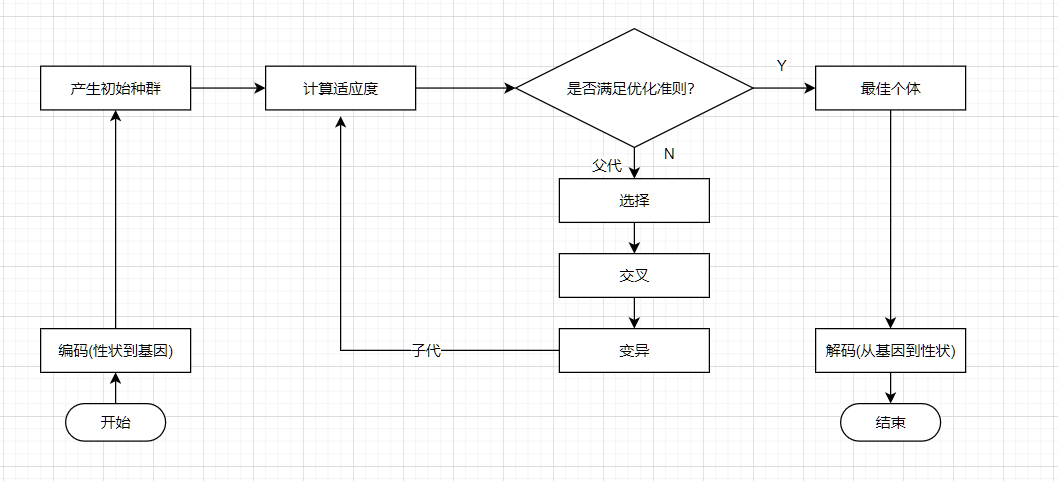 产生初始种群
计算适应度
是否满足优化准则?
Y
最佳个体
N
父代
选择
交叉
变异
子代
编码(性状到基因)
开始
解码(从基因到性状)
结束